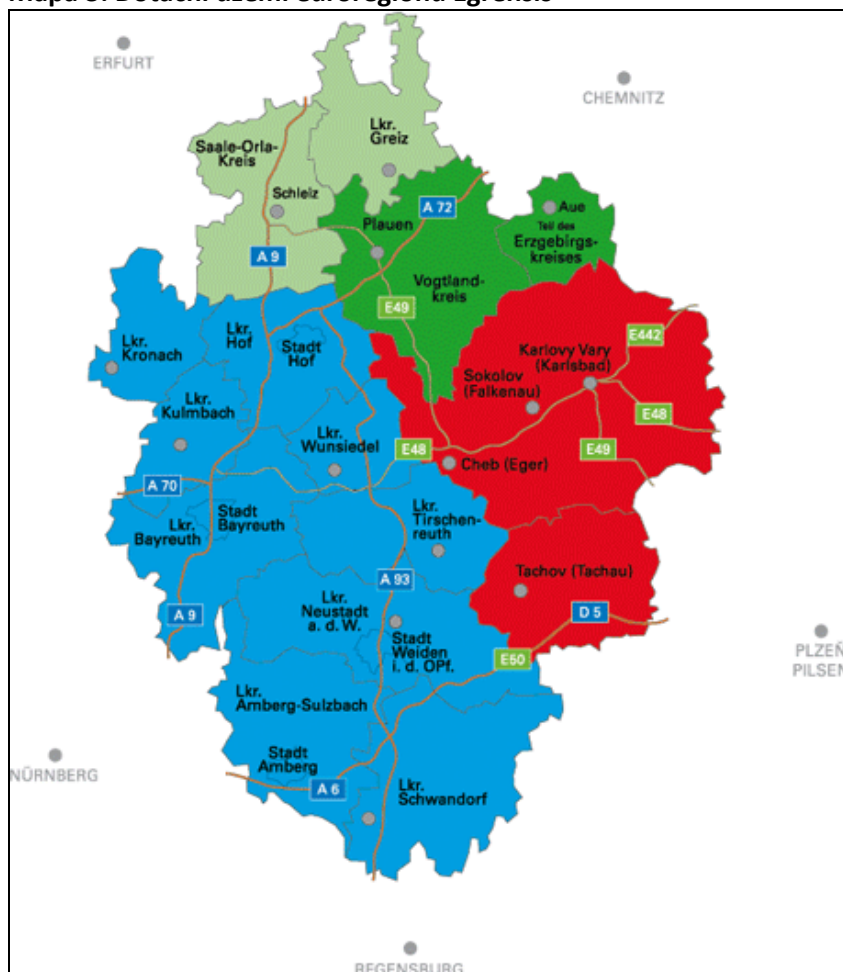 Mapa 3: Dotační území Euroregionu Egrensis
ERFURT
CHEMNITZ
Lkr.
Greiz
Saale-Orla-
Kreis
Schleiz
A 72
Aue
Plauen
Teil des
Erzgebirgs-
kreises
A 9
Vogtland-
kreis
E49
Lkr.
Kronach
Lkr.
Hof
Stadt
Hof
E442
Karlovy Vary
(Karlsbad)
Sokolov
(Falkenau)
Lkr.
Kulmbach
E48
Lkr.
Wunsiedel
E48
E49
Cheb (Eger)
A 70
Lkr.
Bayreuth
Stadt
Bayreuth
Lkr.
Tirschen-
reuth
A 93
Tachov (Tachau)
Lkr.
Neustadt
a. d. W.
A 9
D 5
Stadt
Weiden
i. d. OPf.
E50
PLZEŇ
PILSEN
Lkr.
Amberg-Sulzbach
Stadt
Amberg
NÜRNBERG
A 6
Lkr.
Schwandorf
REGENSBURG